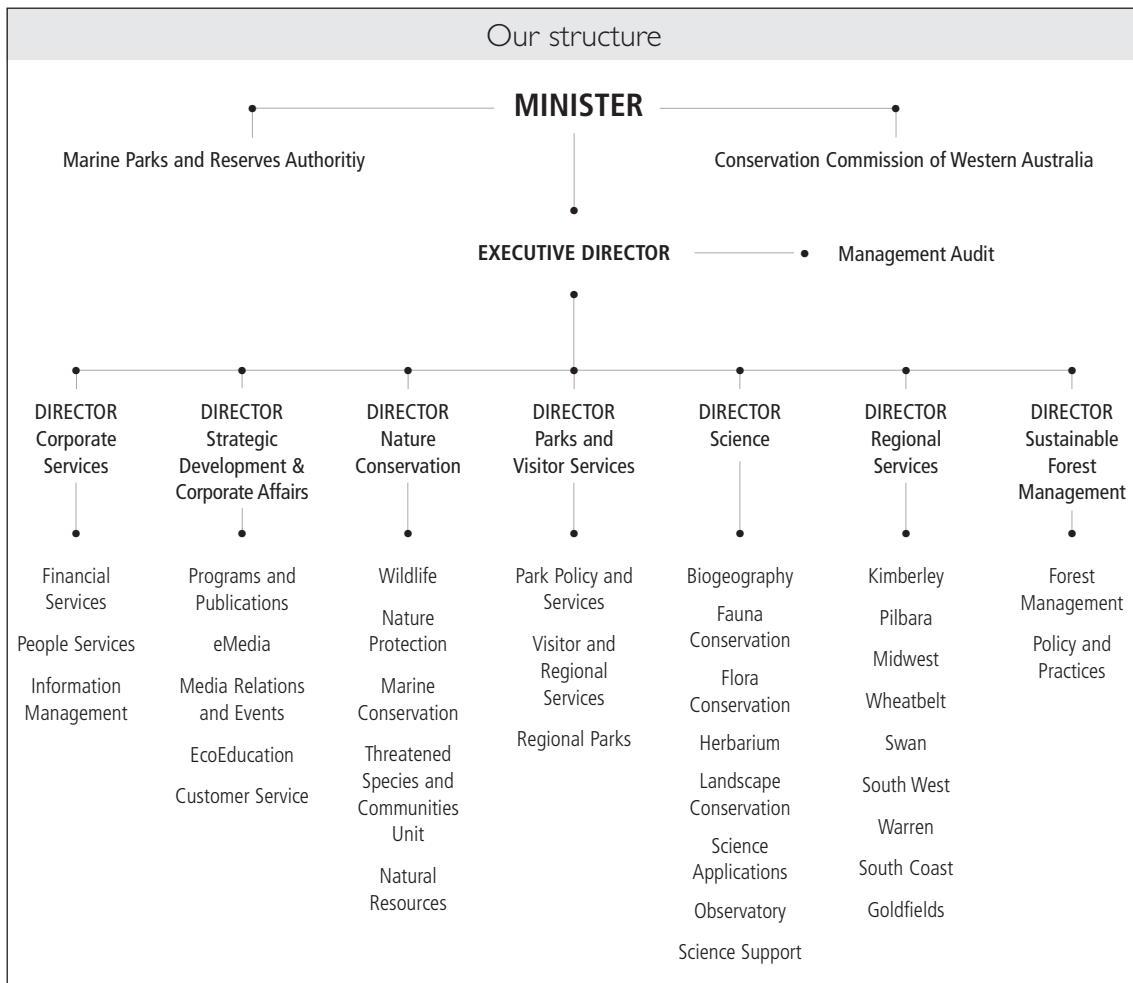 Our structure
MINISTER
Marine Parks and Reserves Authoritiy
Conservation Commission of Western Australia
EXECUTIVE DIRECTOR
Management Audit
DIRECTOR
Corporate
Services
Financial
Services
People Services
Information
Management
DIRECTOR
Strategic
Development &
Corporate Affairs
Programs and
Publications
eMedia
Media Relations
and Events
EcoEducation
Customer Service
DIRECTOR
Nature
Conservation
Wildlife
Nature
Protection
Marine
Conservation
Threatened
Species and
Communities
Unit
Natural
Resources
DIRECTOR
Parks and
Visitor Services
Park Policy and
Services
Visitor and
Regional
Services
Regional Parks
DIRECTOR
Science
Biogeography
Fauna
Conservation
Flora
Conservation
Herbarium
Landscape
Conservation
Science
Applications
Observatory
Science Support
DIRECTOR
Regional
Services
Kimberley
Pilbara
Midwest
Wheatbelt
Swan
South West
Warren
South Coast
Goldfields
DIRECTOR
Sustainable
Forest
Management
Forest
Management
Policy and
Practices